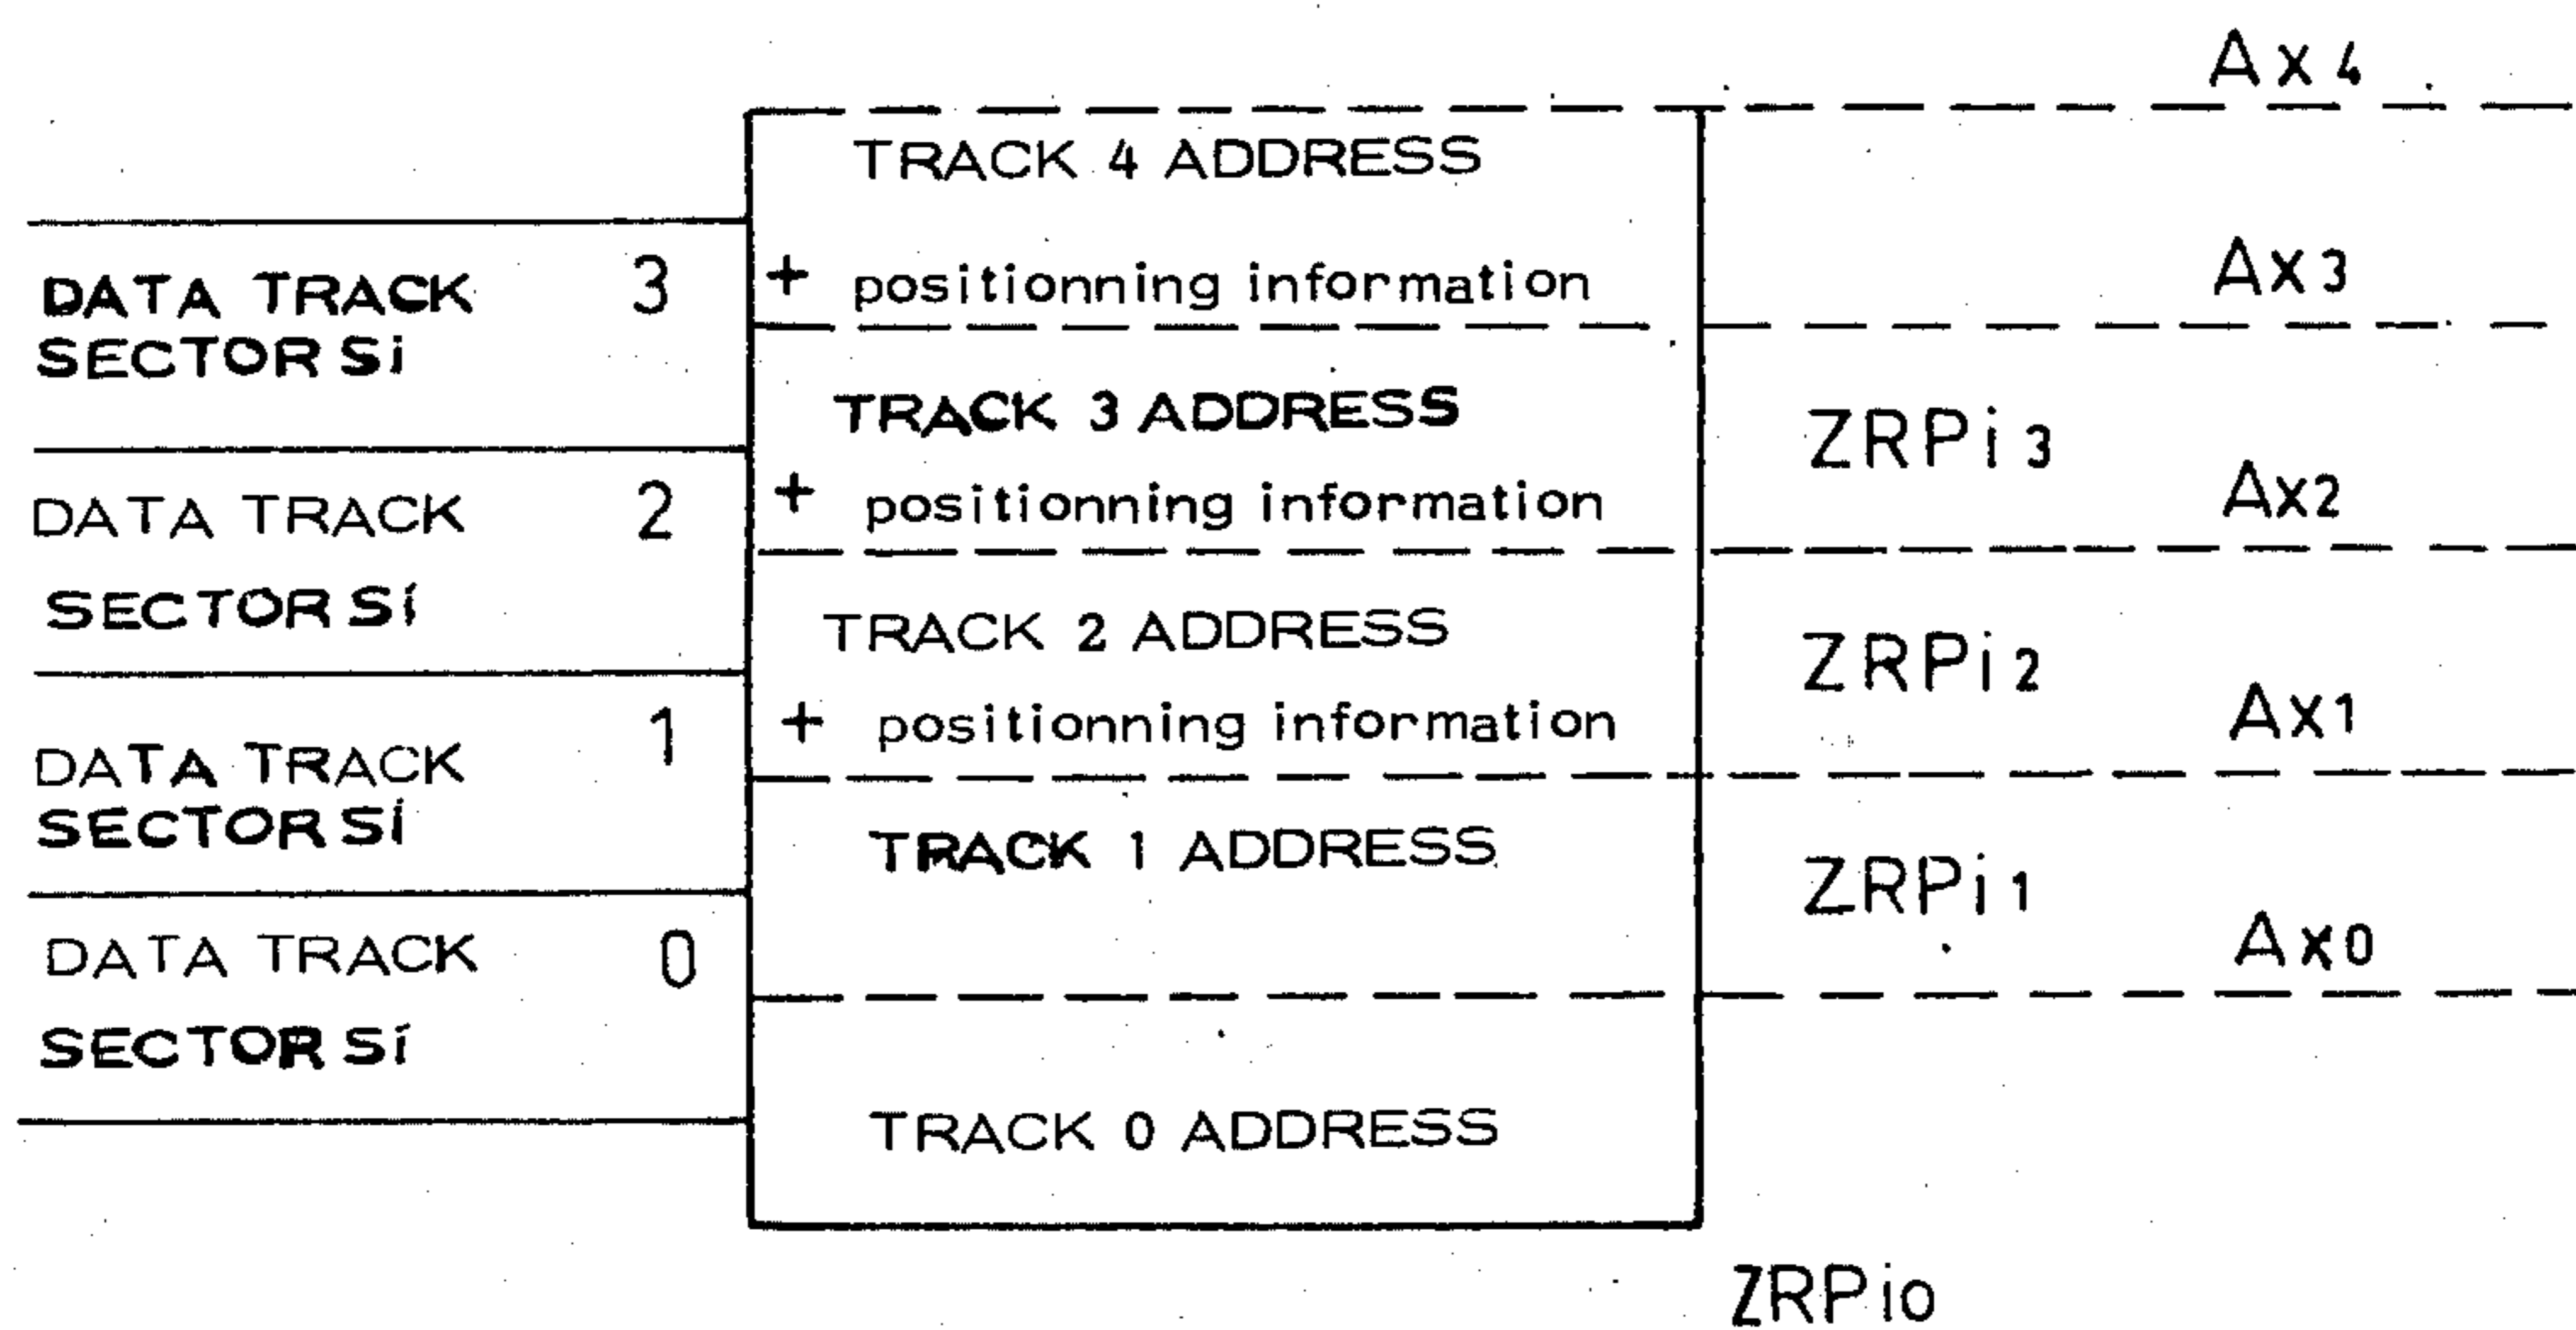 Ax4
TRACK 4 ADDRESS
DATA TRACK 3
SECTOR Si
+ positionning information
Ax3
TRACK 3 ADDRESS
ZRPi3
DATA TRACK 2
SECTOR Si
+ positionning information
Ax2
TRACK 2 ADDRESS
ZRPi2
DATA TRACK 1
SECTOR Si
+ positionning information
Ax1
TRACK 1 ADDRESS
ZRPi1
DATA TRACK 0
SECTOR Si
Ax0
TRACK 0 ADDRESS
ZRPio